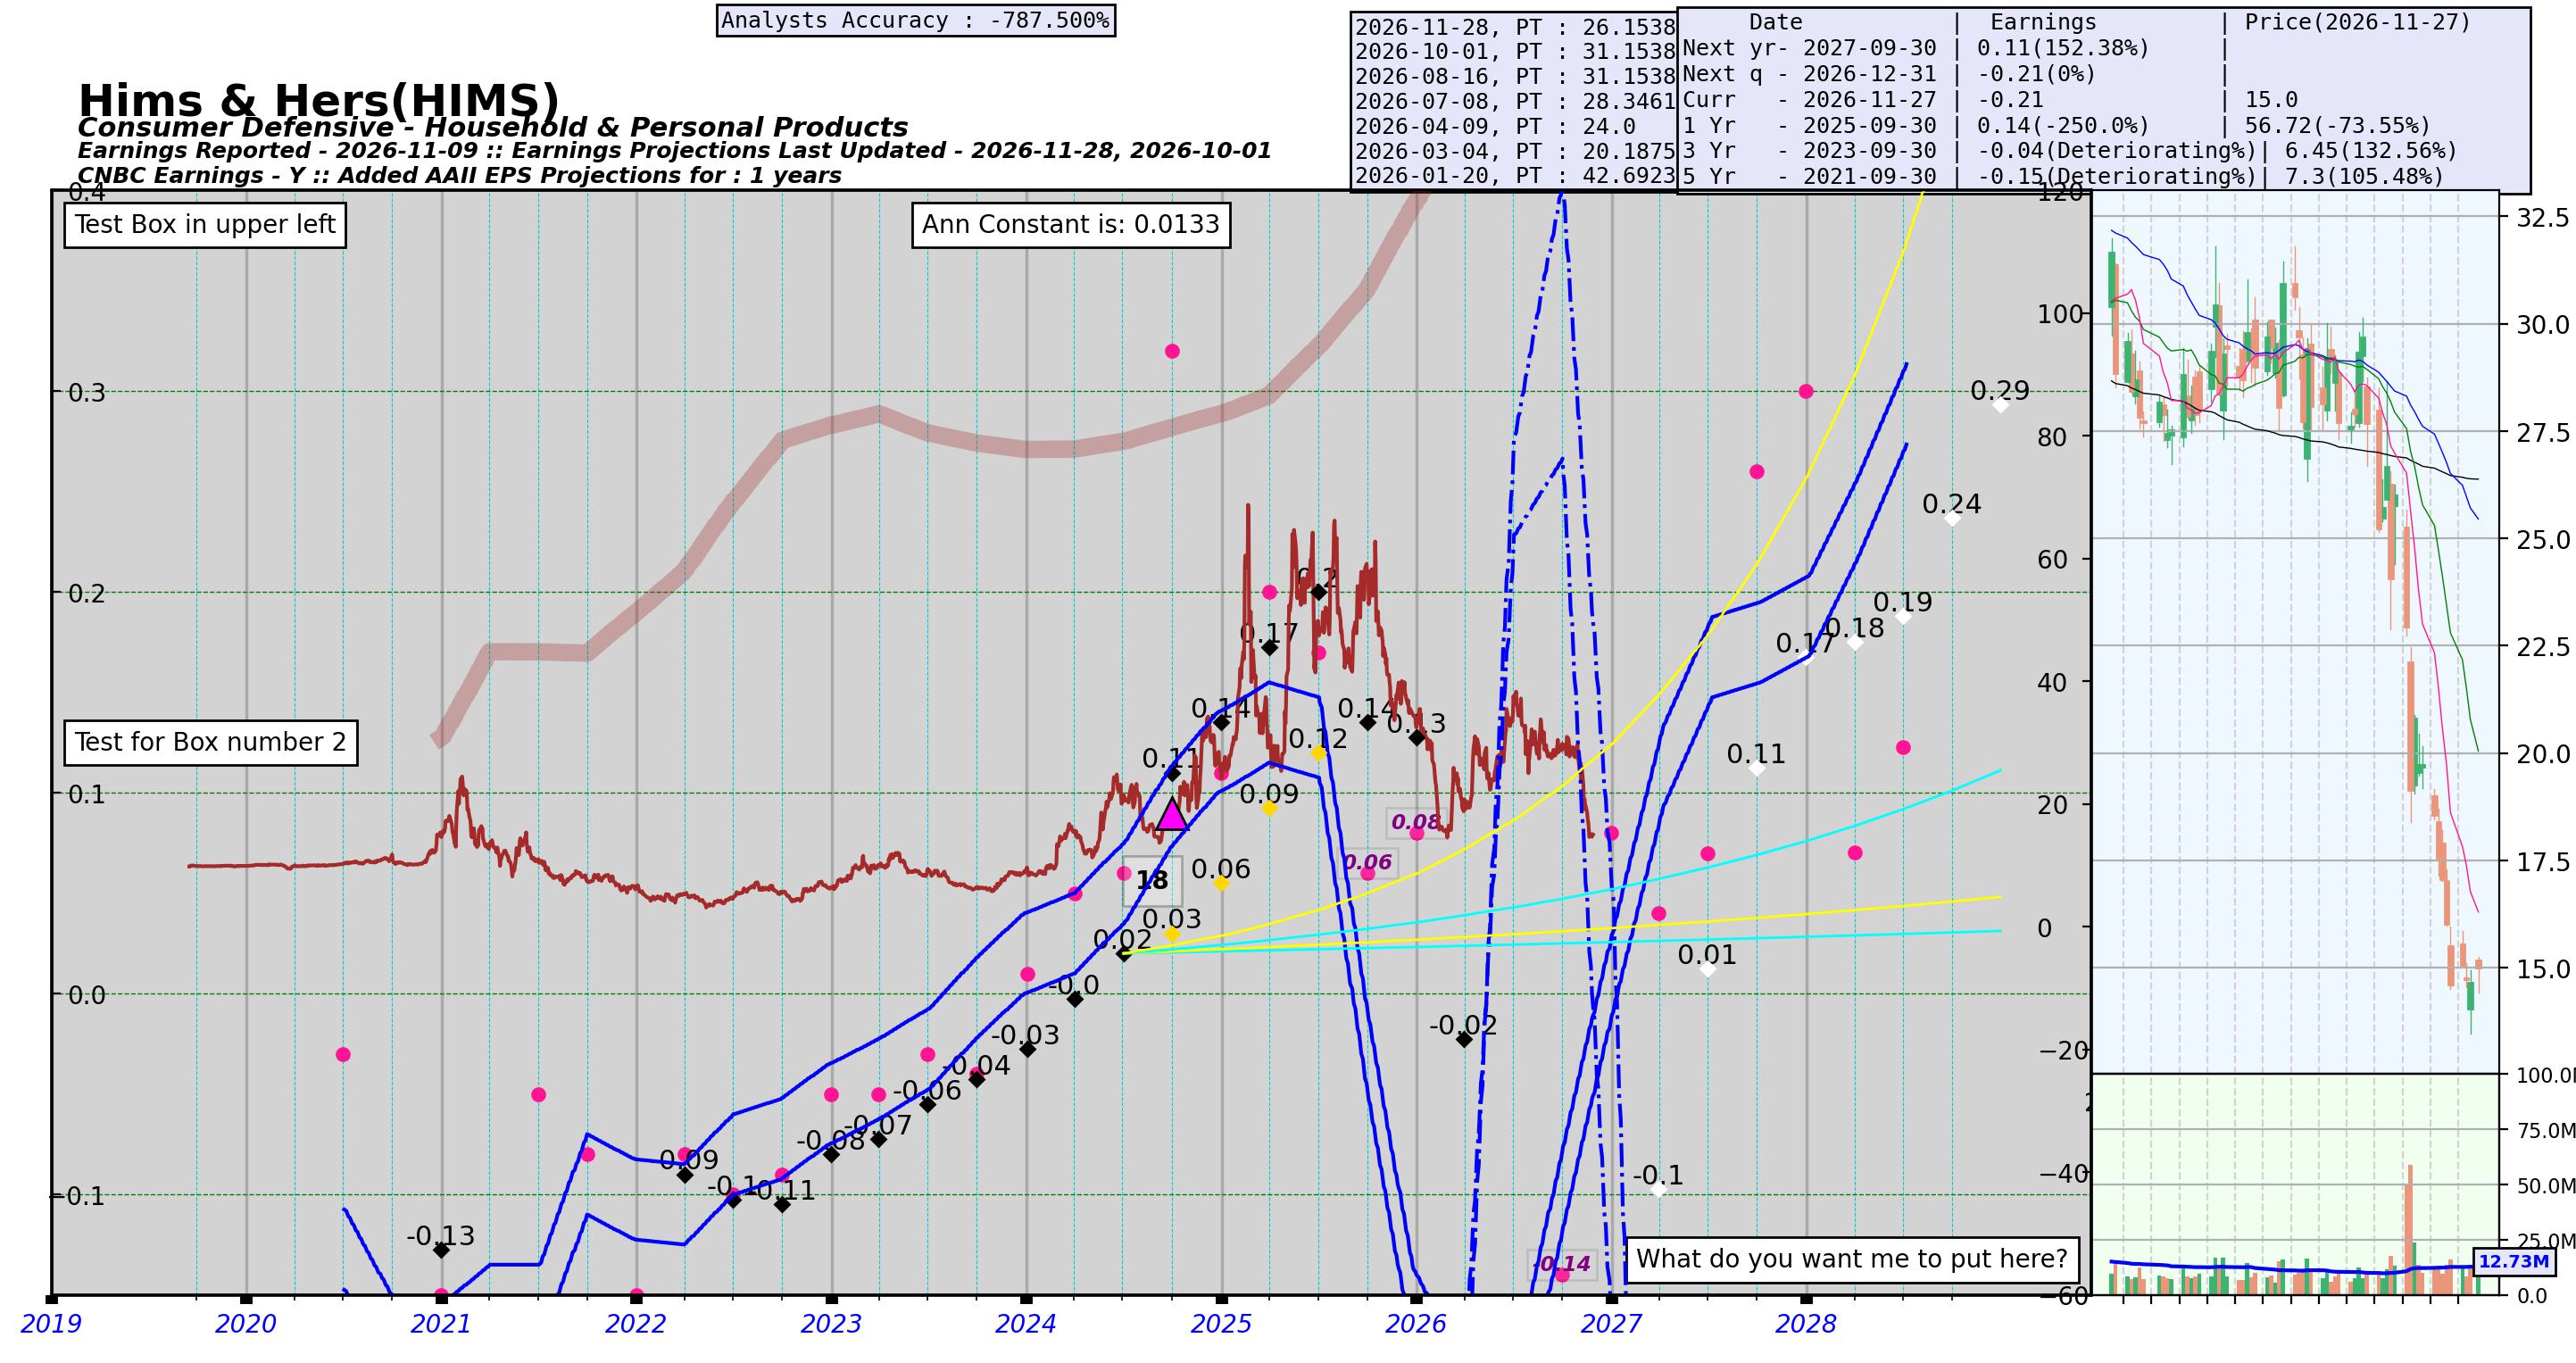 Analysts Accuracy : -787.500%
2026-11-28, PT : 26.1538
2026-10-01, PT : 31.1538
2026-08-16, PT : 31.1538
2026-07-08, PT : 28.3461
2026-04-09, PT : 24.0
2026-03-04, PT : 20.1875
2026-01-20, PT : 42.6923
Date | Earnings | Price(2026-11-27)
Next yr- 2027-09-30 | 0.11(152.38%) |
Next q - 2026-12-31 | -0.21(0%) |
Curr - 2026-11-27 | -0.21 | 15.0
1 Yr - 2025-09-30 | 0.14(-250.0%) | 56.72(-73.55%)
3 Yr - 2023-09-30 | -0.04(Deteriorating%)| 6.45(132.56%)
5 Yr - 2021-09-30 | -0.15(Deteriorating%)| 7.3(105.48%)
Hims & Hers(HIMS)
Consumer Defensive - Household & Personal Products
Earnings Reported - 2026-11-09 :: Earnings Projections Last Updated - 2026-11-28, 2026-10-01
CNBC Earnings - Y :: Added AAII EPS Projections for : 1 years
Test Box in upper left
Ann Constant is: 0.0133
Test for Box number 2
What do you want me to put here?
0.4
0.3
0.2
0.1
0.0
−0.1
-0.13
0.09
-0.1
-0.11
-0.08
-0.07
-0.06
-0.04
-0.03
-0.0
0.02
0.11
0.14
0.17
0.2
0.14
0.13
-0.02
0.03
0.06
0.09
0.12
18
0.06
0.08
-0.14
-0.1
0.01
0.11
0.17
0.18
0.19
0.24
0.29
120
100
80
60
40
20
0
−20
−40
−60
32.5
30.0
27.5
25.0
22.5
20.0
17.5
15.0
100.0
75.0M
50.0M
25.0M
12.73M
0.0
2019
2020
2021
2022
2023
2024
2025
2026
2027
2028